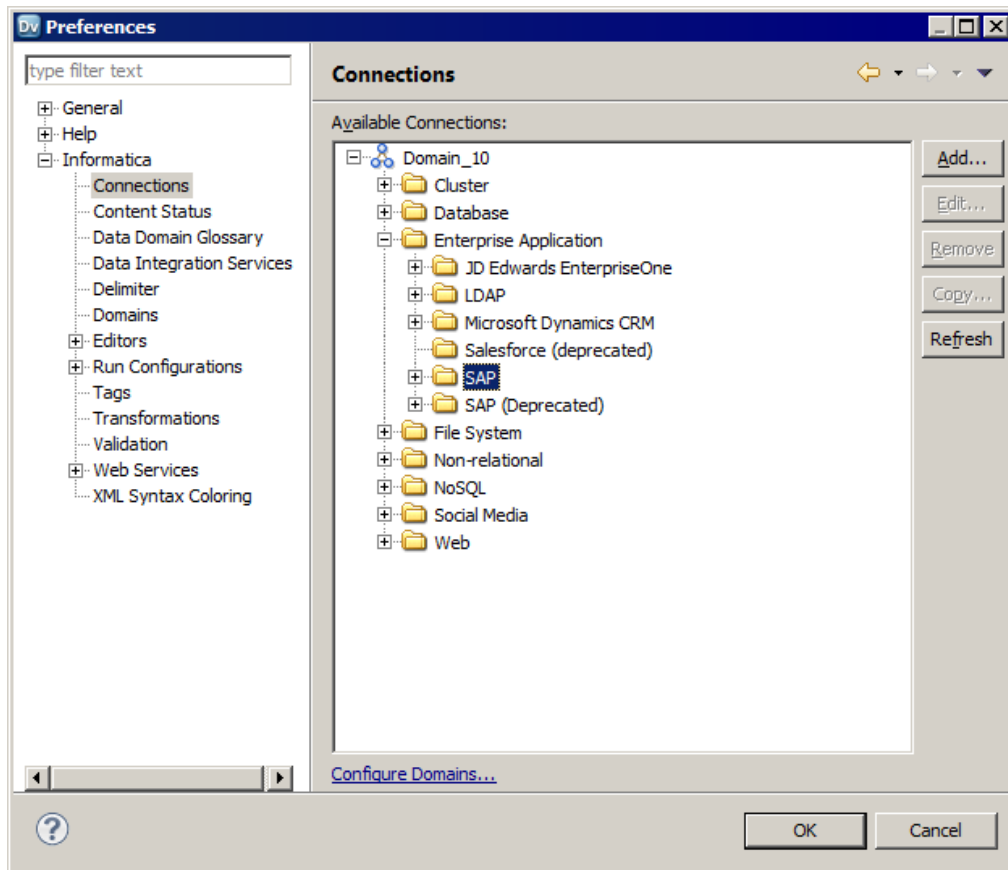 Dv Preferences
type filter text
General
Help
Informatica
Connections
Content Status
Data Domain Glossary
Data Integration Services
Delimiter
Domains
Editors
Run Configurations
Tags
Transformations
Validation
Web Services
XML Syntax Coloring
Connections
Available Connections:
Domain_10
Cluster
Database
Enterprise Application
JD Edwards EnterpriseOne
LDAP
Microsoft Dynamics CRM
Salesforce (deprecated)
SAP
SAP (Deprecated)
File System
Non-relational
NoSQL
Social Media
Web
Add...
Edit...
Remove
Copy...
Refresh
Configure Domains...
?
OK
Cancel